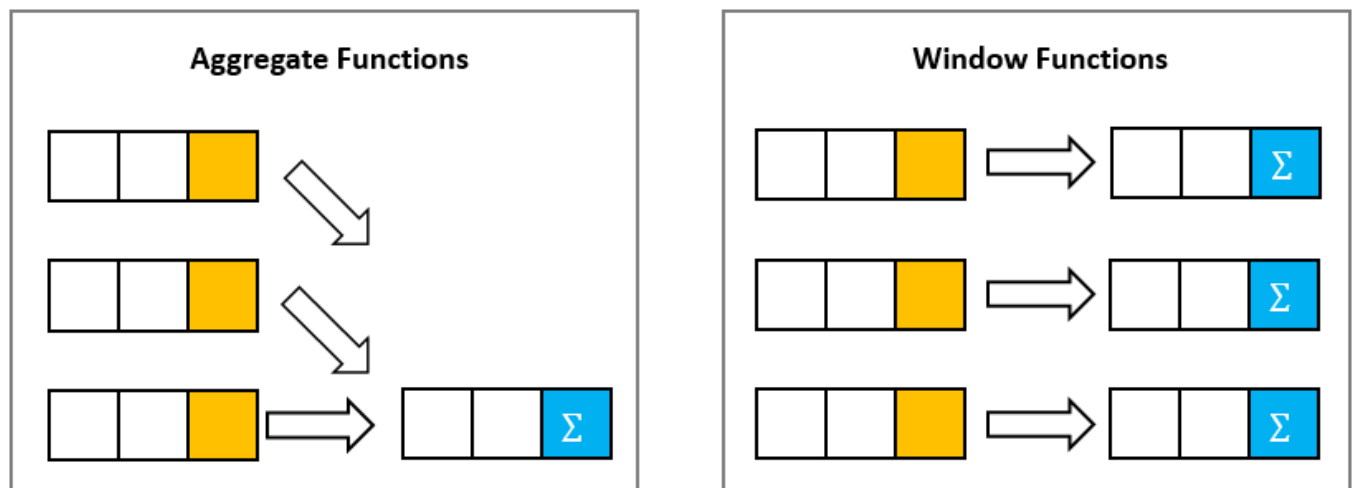 Aggregate Functions
Σ
Window Functions
Σ
Σ
Σ